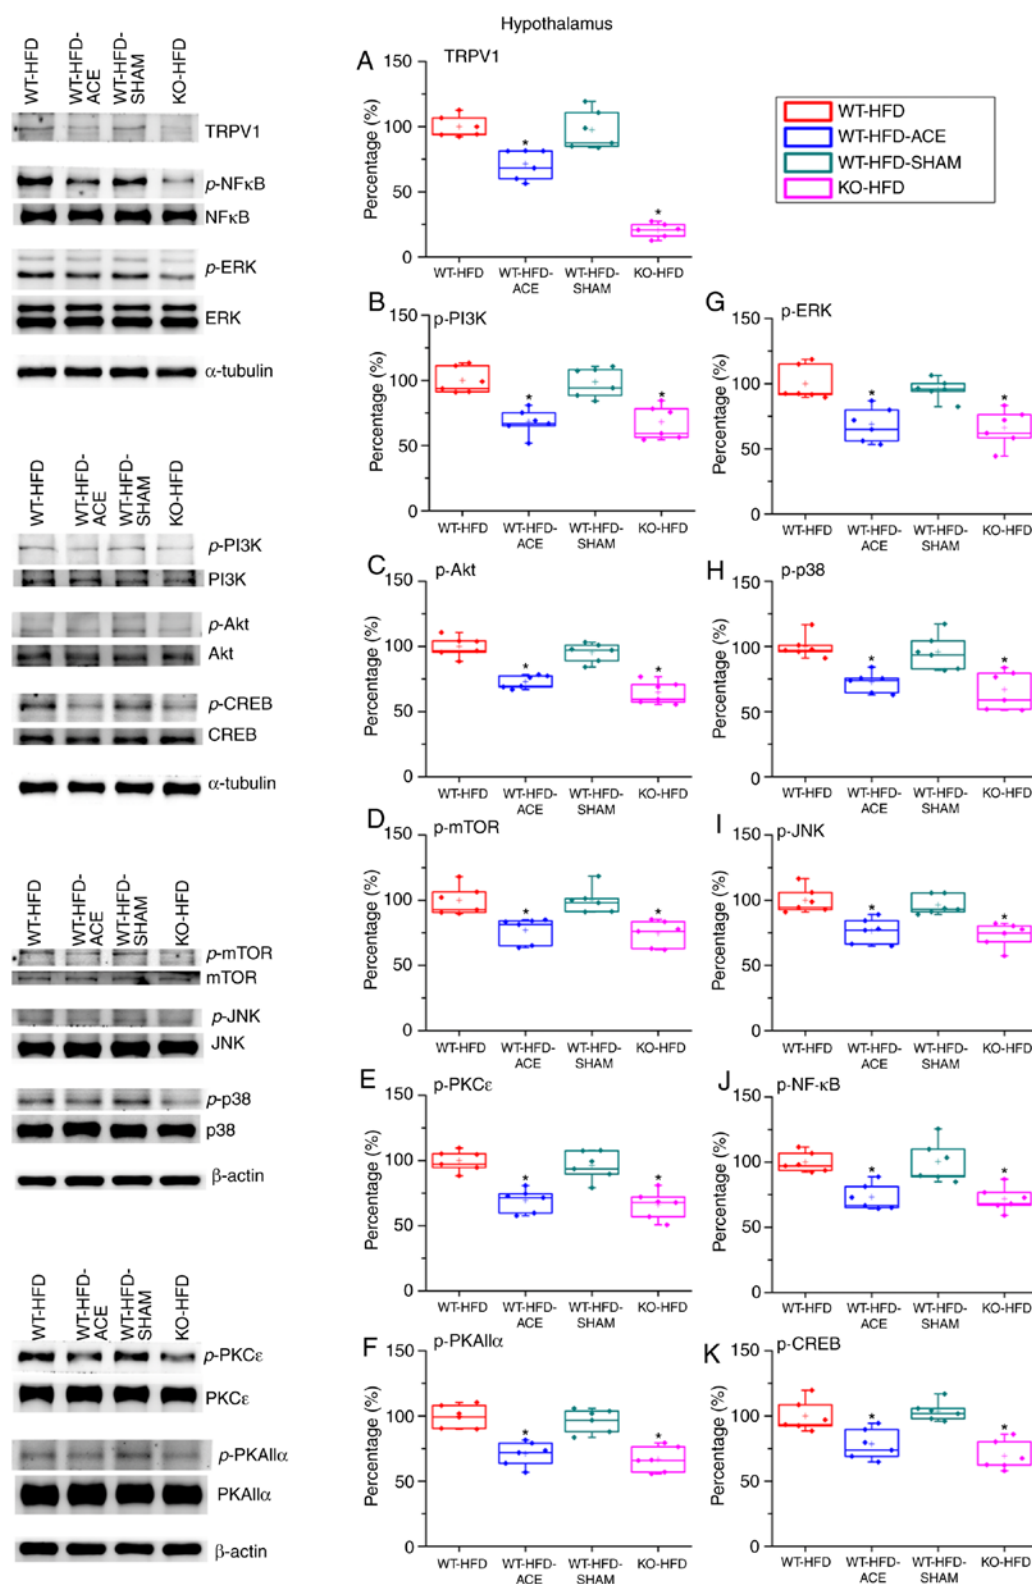 Hypothalamus
WT-HFD
WT-HFD-
ACE
WT-HFD-
SHAM
KO-HFD
TRPV1
p-NFκB
NFκB
p-ERK
ERK
α-tubulin
WT-HFD
WT-HFD-
ACE
WT-HFD-
SHAM
KO-HFD
p-PI3K
PI3K
p-Akt
Akt
p-CREB
CREB
α-tubulin
WT-HFD
WT-HFD-
ACE
WT-HFD-
SHAM
KO-HFD
p-mTOR
mTOR
p-JNK
JNK
p-p38
p38
β-actin
WT-HFD
WT-HFD-
ACE
WT-HFD-
SHAM
KO-HFD
p-PKCε
PKCε
p-PKAIIα
PKAIIα
β-actin
A
TRPV1
Percentage (%)
150
100
50
0
*
*
WT-HFD
WT-HFD-
ACE
WT-HFD-
SHAM
KO-HFD
WT-HFD
WT-HFD-ACE
WT-HFD-SHAM
KO-HFD
B
p-PI3K
Percentage (%)
150
100
50
0
*
*
WT-HFD
WT-HFD-
ACE
WT-HFD-
SHAM
KO-HFD
G
p-ERK
Percentage (%)
150
100
50
0
*
*
WT-HFD
WT-HFD-
ACE
WT-HFD-
SHAM
KO-HFD
C
p-Akt
Percentage (%)
150
100
50
0
*
*
WT-HFD
WT-HFD-
ACE
WT-HFD-
SHAM
KO-HFD
H
p-p38
Percentage (%)
150
100
50
0
*
*
WT-HFD
WT-HFD-
ACE
WT-HFD-
SHAM
KO-HFD
D
p-mTOR
Percentage (%)
150
100
50
0
*
*
WT-HFD
WT-HFD-
ACE
WT-HFD-
SHAM
KO-HFD
I
p-JNK
Percentage (%)
150
100
50
0
*
*
WT-HFD
WT-HFD-
ACE
WT-HFD-
SHAM
KO-HFD
E
p-PKCε
Percentage (%)
150
100
50
0
*
*
WT-HFD
WT-HFD-
ACE
WT-HFD-
SHAM
KO-HFD
J
p-NF-κB
Percentage (%)
150
100
50
0
*
*
WT-HFD
WT-HFD-
ACE
WT-HFD-
SHAM
KO-HFD
F
p-PKAIIα
Percentage (%)
150
100
50
0
*
*
WT-HFD
WT-HFD-
ACE
WT-HFD-
SHAM
KO-HFD
K
p-CREB
Percentage (%)
150
100
50
0
*
*
WT-HFD
WT-HFD-
ACE
WT-HFD-
SHAM
KO-HFD